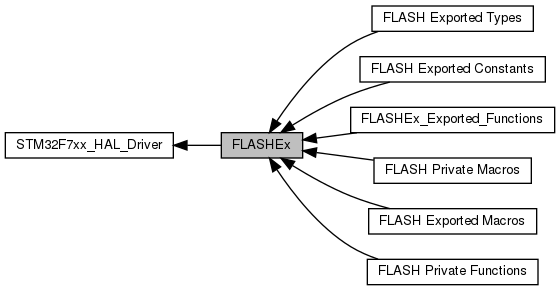 FLASH Exported Types
FLASH Exported Constants
FLASHEx_Exported_Functions
STM32F7xx_HAL_Driver
FLASHEx
FLASH Private Macros
FLASH Exported Macros
FLASH Private Functions